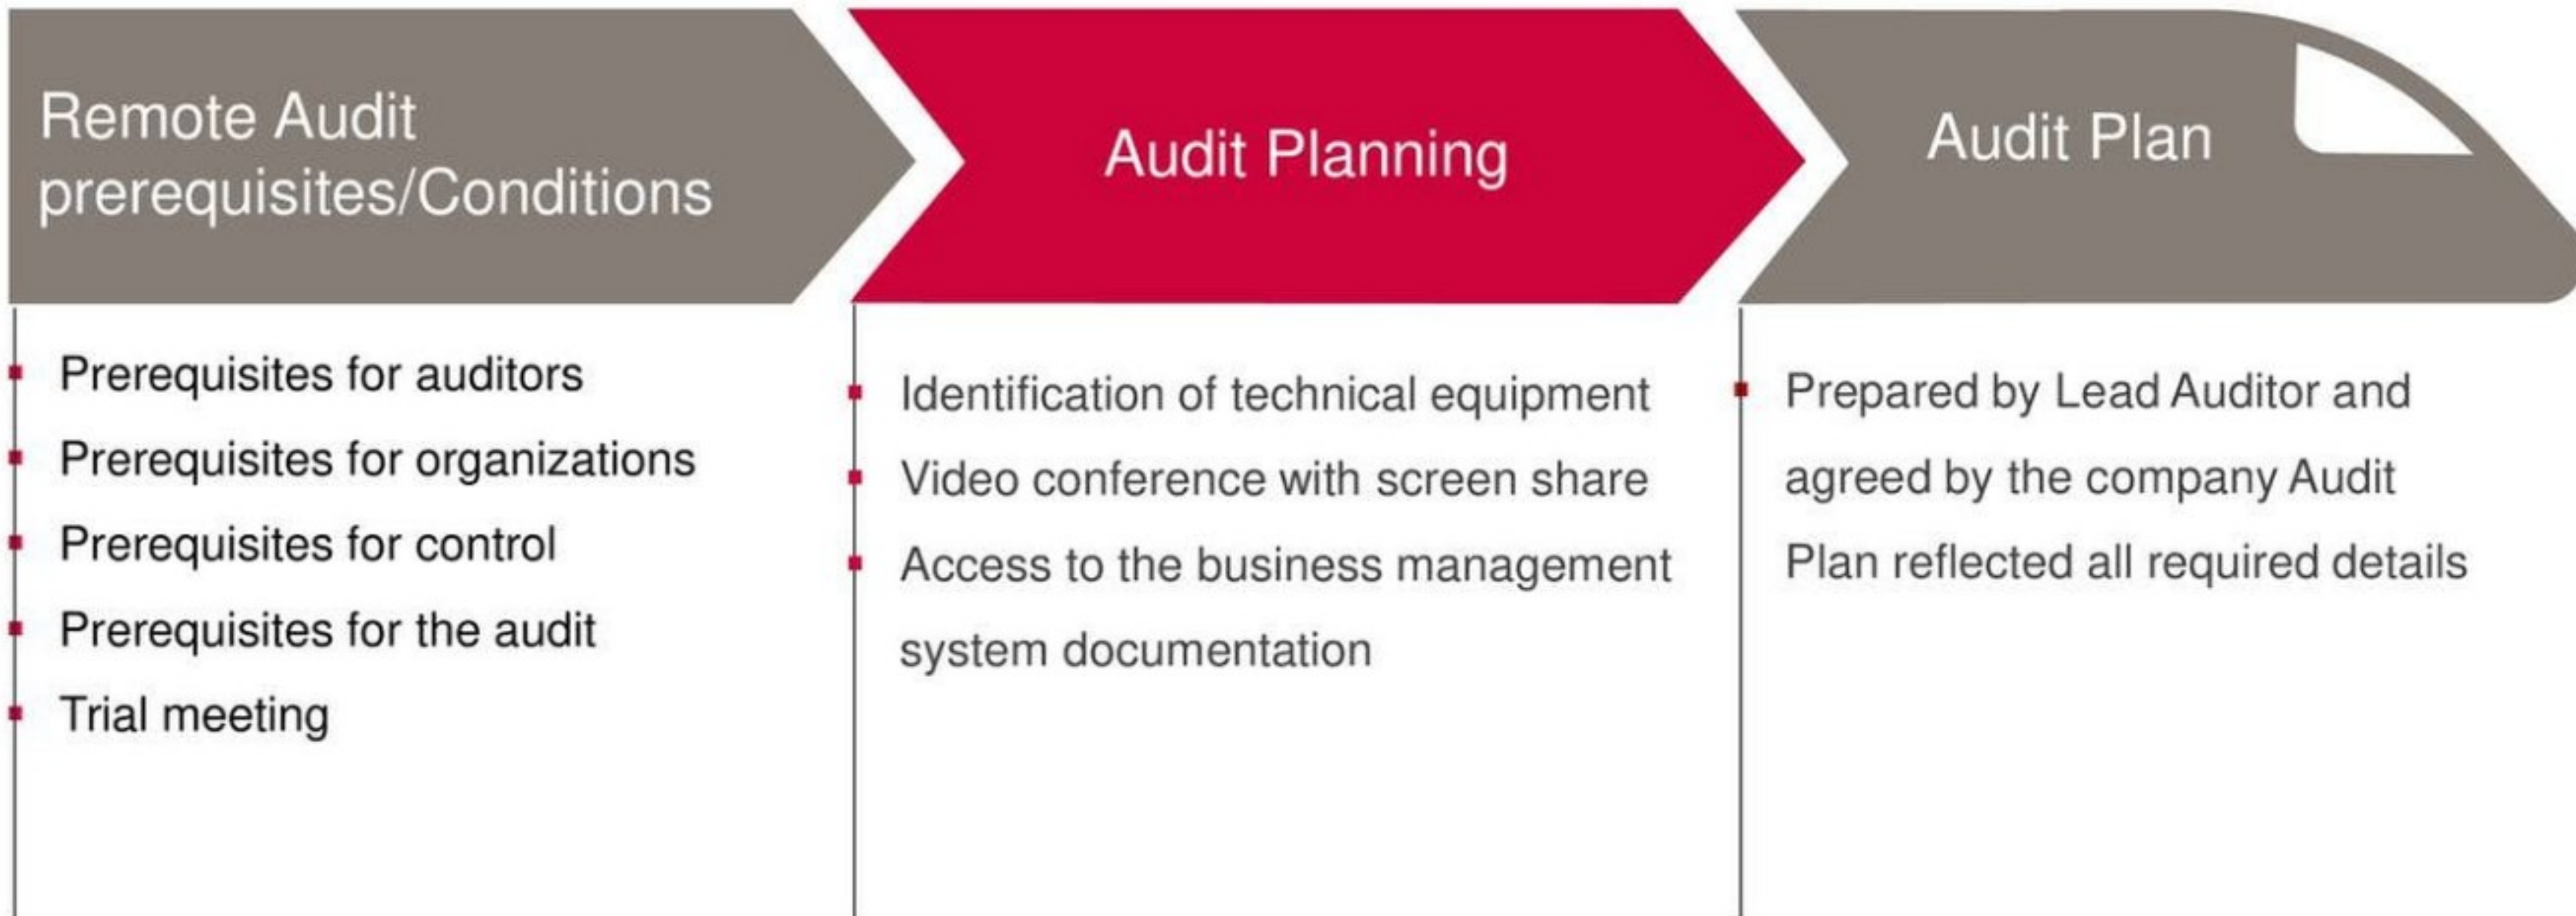 Remote Audit
prerequisites/Conditions
Prerequisites for auditors
Prerequisites for organizations
Prerequisites for control
Prerequisites for the audit
Trial meeting
Audit Planning
Identification of technical equipment
Video conference with screen share
Access to the business management
system documentation
Audit Plan
Prepared by Lead Auditor and
agreed by the company Audit
Plan reflected all required details